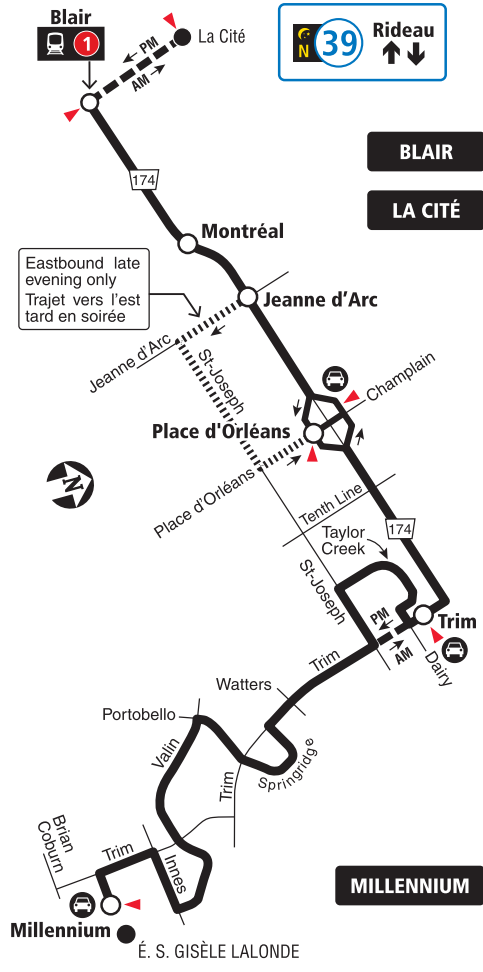 Blair
1
PM
AM
La Cité
N 39
Rideau
BLAIR
LA CITÉ
174
Montréal
Eastbound late
evening only
Trajet vers l'est
tard en soirée
Jeanne d'Arc
Jeanne d'Arc
St-Joseph
Champlain
Place d'Orléans
Place d'Orléans
N
Tenth Line
174
Taylor
Creek
St-Joseph
PM
AM
Trim
Dairy
Trim
Watters
Portobello
Valin
Trim
Springridge
Brian
Coburn
Trim
Innes
MILLENNIUM
Millennium
É. S. GISÈLE LALONDE